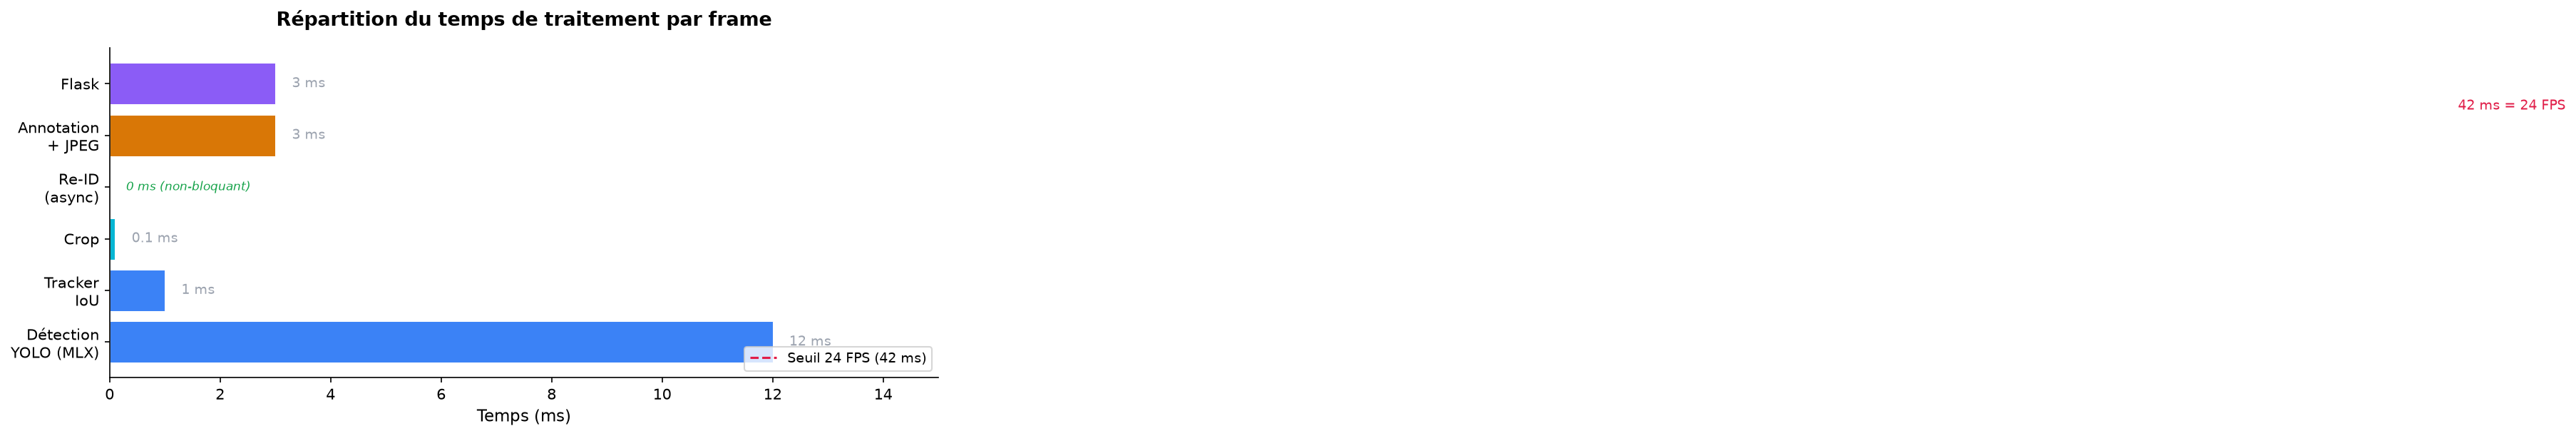 Répartition du temps de traitement par frame
Flask
3 ms
42 ms = 24 FPS
Annotation
+ JPEG
3 ms
Re-ID
(async)
0 ms (non-bloquant)
Crop
0.1 ms
Tracker
IoU
1 ms
Détection
YOLO (MLX)
12 ms
Seuil 24 FPS (42 ms)
0 2 4 6 8 10 12 14
Temps (ms)